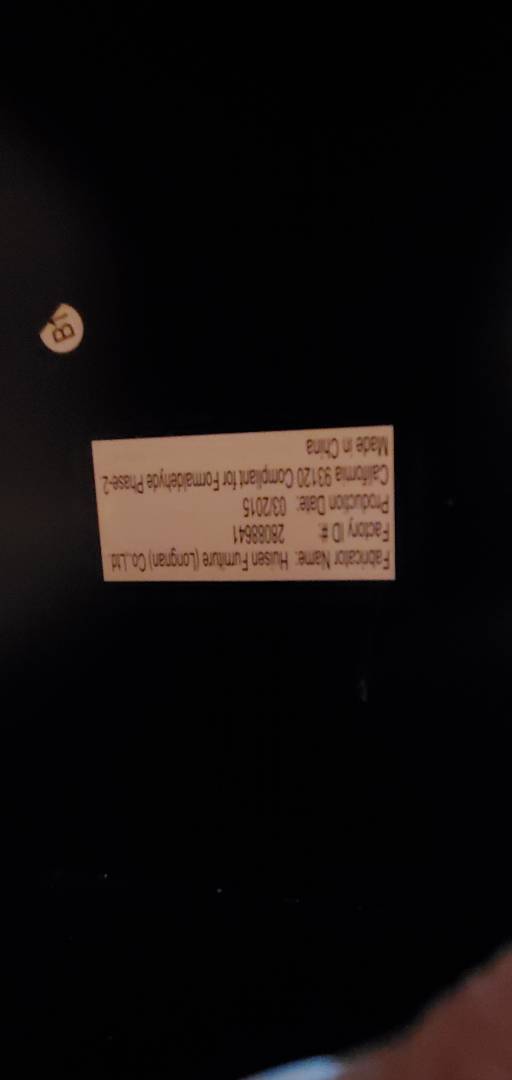 Fabricator Name: Huisen Furniture (Longnan) Co.,Ltd.
Factory ID #: 28088641
Production Date: 03/2015
California 93120 Compliant for Formaldehyde Phase-2
Made in China
B1